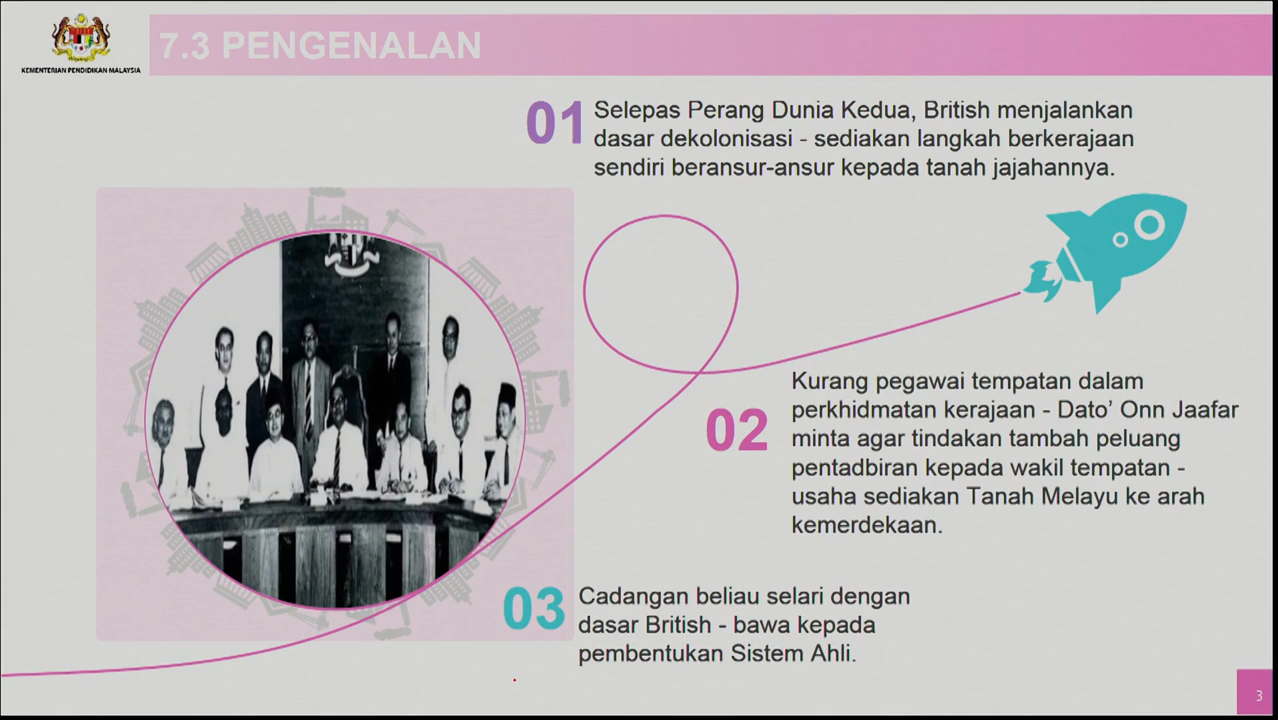 KEMENTERIAN PENDIDIKAN MALAYSIA
7.3 PENGENALAN
01
Selepas Perang Dunia Kedua, British menjalankan
dasar dekolonisasi - sediakan langkah berkerajaan
sendiri beransur-ansur kepada tanah jajahannya.
02
Kurang pegawai tempatan dalam
perkhidmatan kerajaan - Dato’ Onn Jaafar
minta agar tindakan tambah peluang
pentadbiran kepada wakil tempatan -
usaha sediakan Tanah Melayu ke arah
kemerdekaan.
03
Cadangan beliau selari dengan
dasar British - bawa kepada
pembentukan Sistem Ahli.
3